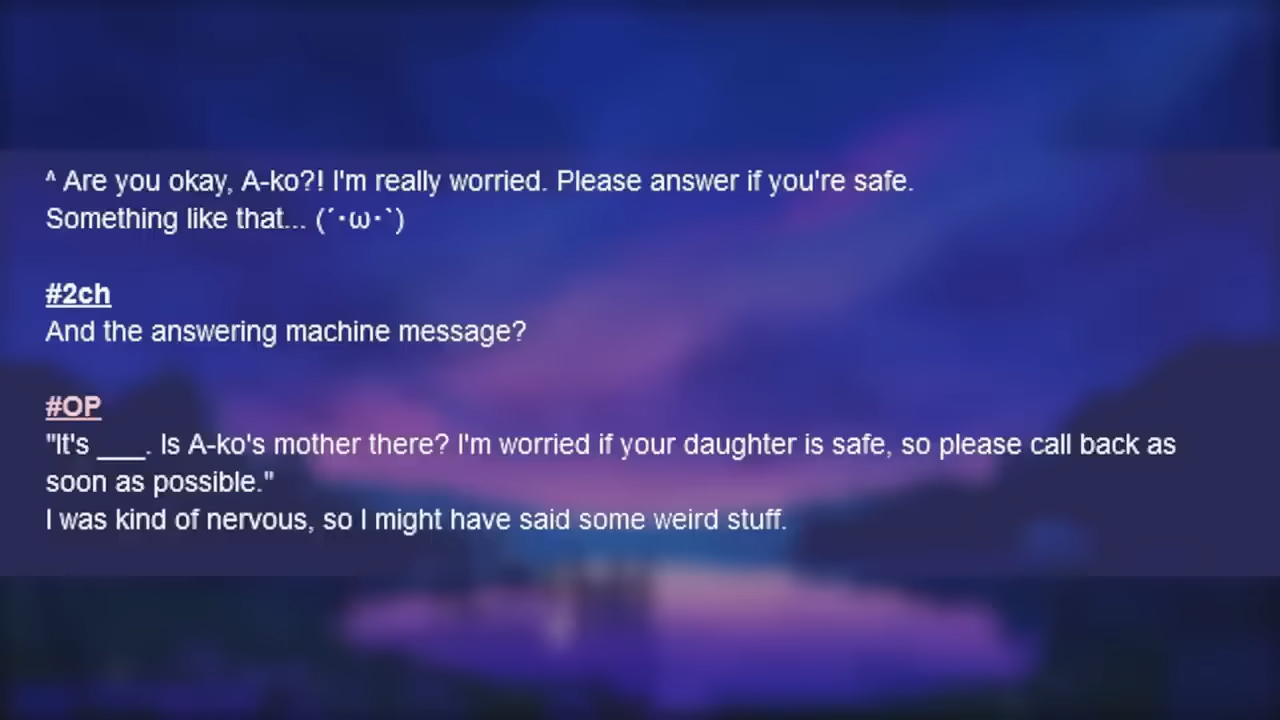 ^ Are you okay, A-ko?! I'm really worried. Please answer if you're safe.
Something like that... (´･ω･`)
#2ch
And the answering machine message?
#OP
"It's ___. Is A-ko's mother there? I'm worried if your daughter is safe, so please call back as
soon as possible."
I was kind of nervous, so I might have said some weird stuff.